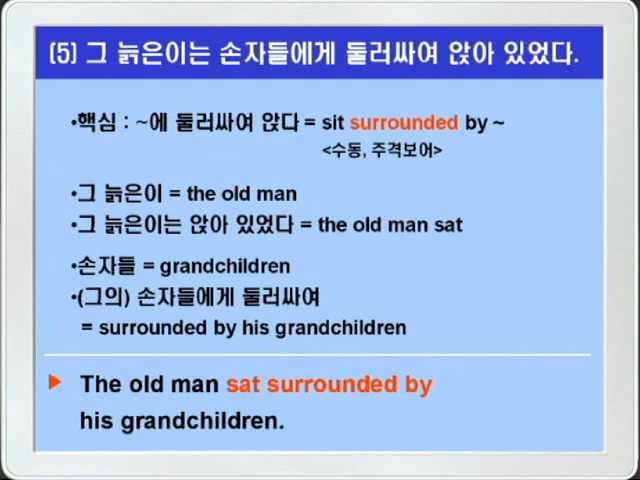 (5) 그 늙은이는 손자들에게 둘러싸여 앉아 있었다.
•핵심 : ~에 둘러싸여 앉다 = sit surrounded by ~
<수동, 주격보어>
•그 늙은이 = the old man
•그 늙은이는 앉아 있었다 = the old man sat
•손자들 = grandchildren
•(그의) 손자들에게 둘러싸여
= surrounded by his grandchildren
▶ The old man sat surrounded by
his grandchildren.